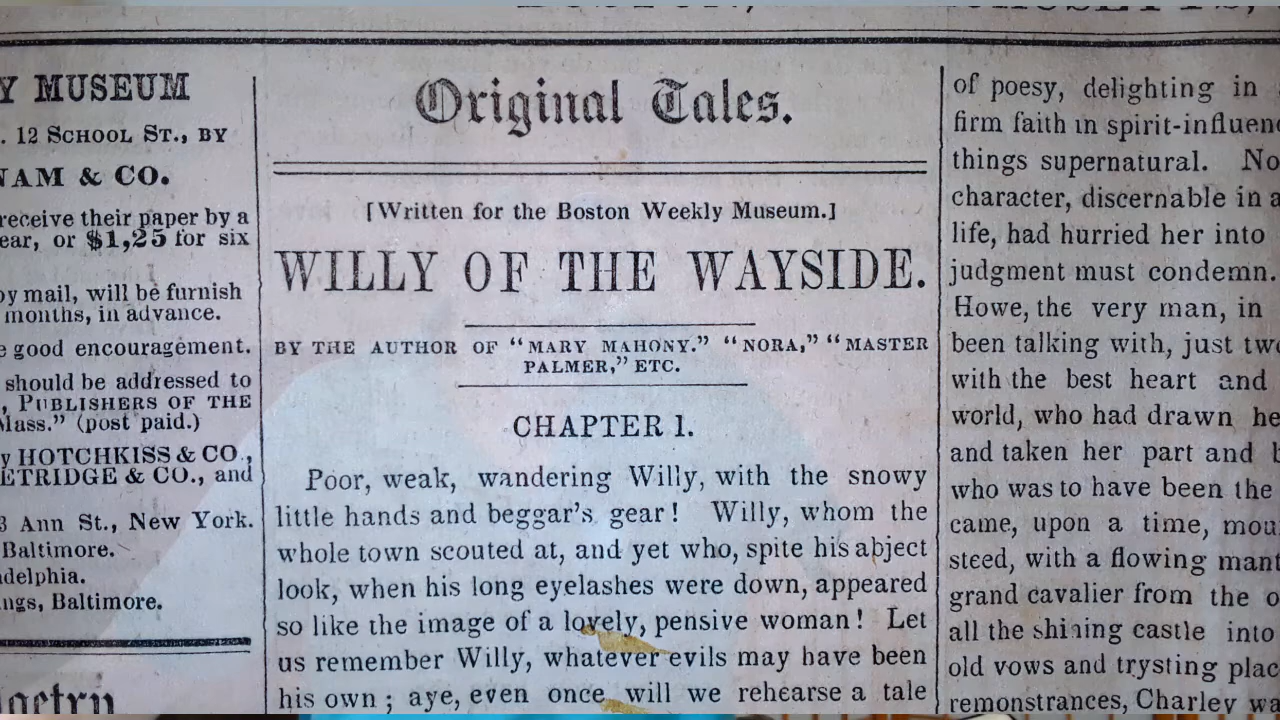 Y MUSEUM
. 12 SCHOOL ST., BY
NAM & CO.
receive their paper by a
ear, or $1,25 for six
by mail, will be furnish
months, in advance.
e good encouragement.
should be addressed to
, PUBLISHERS OF THE
Mass." (post paid.)
y HOTCHKISS & CO.,
ETRIDGE & CO., and
3 Ann St., New York.
Baltimore.
adelphia.
ngs, Baltimore.
Original Tales.
[Written for the Boston Weekly Museum.]
WILLY OF THE WAYSIDE.
BY THE AUTHOR OF "MARY MAHONY." "NORA," "MASTER
PALMER," ETC.
CHAPTER 1.
Poor, weak, wandering Willy, with the snowy
little hands and beggar's gear! Willy, whom the
whole town scouted at, and yet who, spite his abject
look, when his long eyelashes were down, appeared
so like the image of a lovely, pensive woman! Let
us remember Willy, whatever evils may have been
his own; aye, even once will we rehearse a tale
of poesy, delighting in
firm faith in spirit-influen
things supernatural. No
character, discernable in a
life, had hurried her into
judgment must condemn.
Howe, the very man, in
been talking with, just tw
with the best heart and
world, who had drawn he
and taken her part and b
who was to have been the
came, upon a time, mou
steed, with a flowing mant
grand cavalier from the o
all the shining castle into
old vows and trysting plac
remonstrances, Charley wa